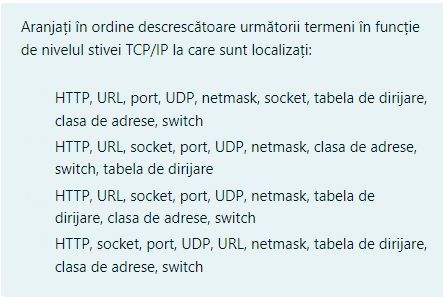 Aranjați în ordine descrescătoare următorii termeni în funcție
de nivelul stivei TCP/IP la care sunt localizați:
HTTP, URL, port, UDP, netmask, socket, tabela de dirijare,
clasa de adrese, switch
HTTP, URL, socket, port, UDP, netmask, clasa de adrese,
switch, tabela de dirijare
HTTP, URL, socket, port, UDP, netmask, tabela de
dirijare, clasa de adrese, switch
HTTP, socket, port, UDP, URL, netmask, tabela de dirijare,
clasa de adrese, switch